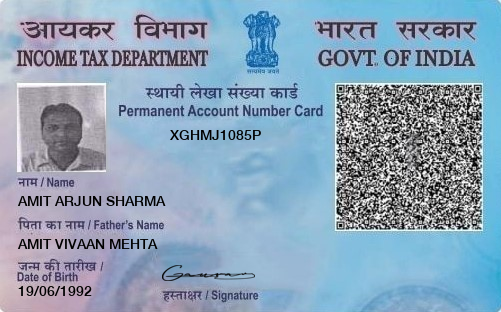 आयकर विभाग
INCOME TAX DEPARTMENT
सत्यमेव जयते
भारत सरकार
GOVT. OF INDIA
स्थायी लेखा संख्या कार्ड
Permanent Account Number Card
XGHMJ1085P
नाम / Name
AMIT ARJUN SHARMA
पिता का नाम / Father's Name
AMIT VIVAAN MEHTA
जन्म की तारीख /
Date of Birth
19/06/1992
हस्ताक्षर / Signature